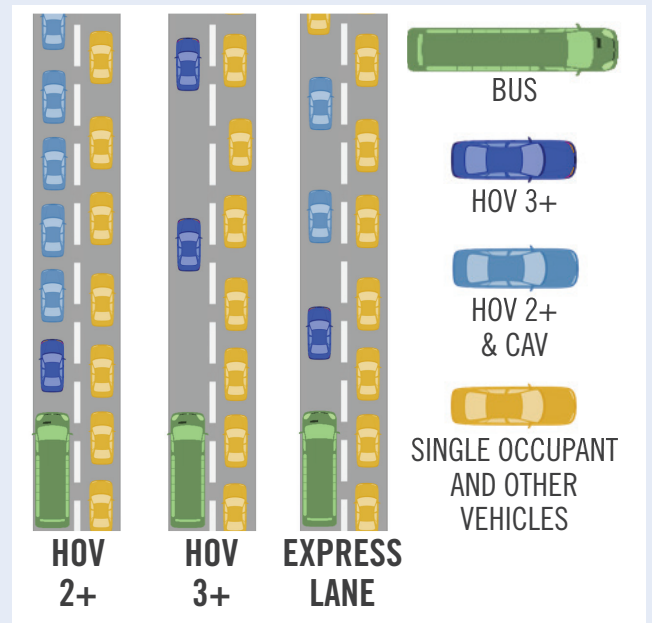 BUS
HOV 3+
HOV 2+
& CAV
SINGLE OCCUPANT
AND OTHER
VEHICLES
HOV
2+
HOV
3+
EXPRESS
LANE